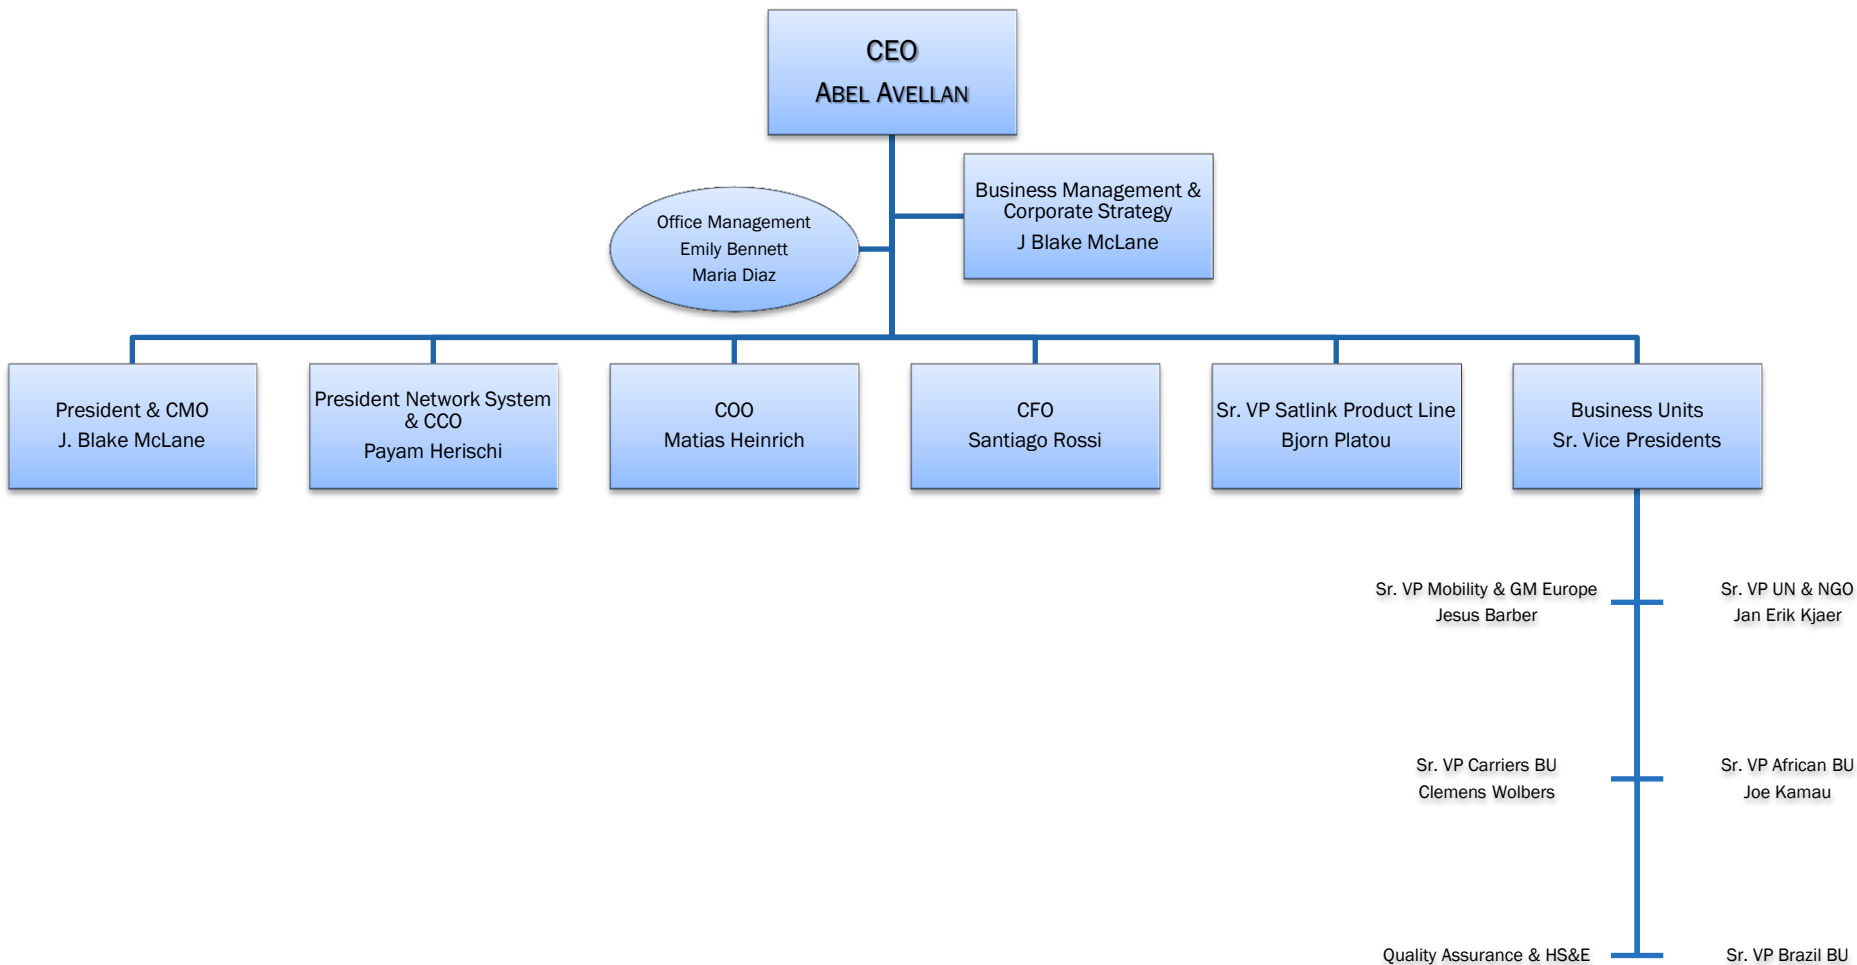 CEO
ABEL AVELLAN
Business Management &
Corporate Strategy
J Blake McLane
Office Management
Emily Bennett
Maria Diaz
President & CMO
J. Blake McLane
President Network System
& CCO
Payam Herischi
COO
Matias Heinrich
CFO
Santiago Rossi
Sr. VP Satlink Product Line
Bjorn Platou
Business Units
Sr. Vice Presidents
Sr. VP Mobility & GM Europe
Jesus Barber
Sr. VP UN & NGO
Jan Erik Kjaer
Sr. VP Carriers BU
Clemens Wolbers
Sr. VP African BU
Joe Kamau
Quality Assurance & HS&E
Sr. VP Brazil BU